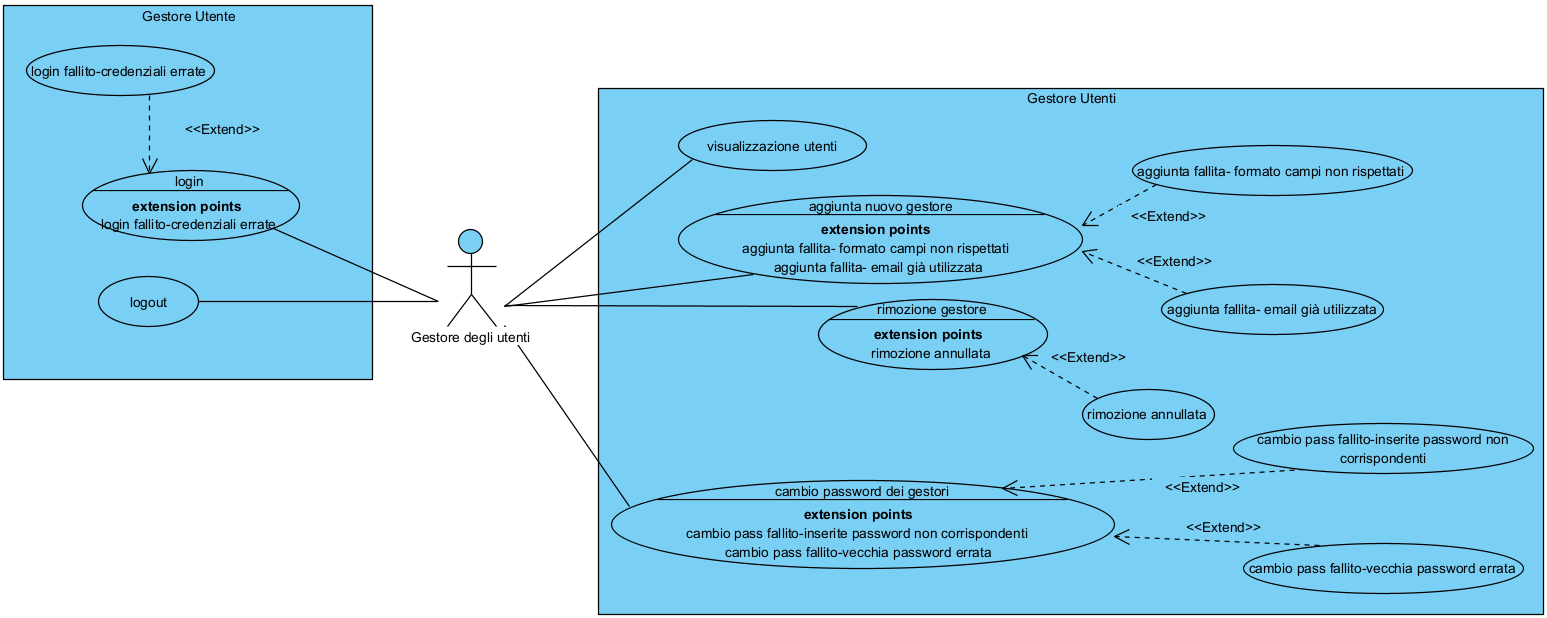 Gestore Utente
login fallito-credenziali errate
<<Extend>>
login
extension points
login fallito-credenziali errate
logout
Gestore degli utenti
Gestore Utenti
visualizzazione utenti
aggiunta fallita- formato campi non rispettati
<<Extend>>
aggiunta nuovo gestore
extension points
aggiunta fallita- formato campi non rispettati
aggiunta fallita- email già utilizzata
<<Extend>>
aggiunta fallita- email già utilizzata
rimozione gestore
extension points
rimozione annullata
<<Extend>>
rimozione annullata
cambio pass fallito-inserite password non
corrispondenti
<<Extend>>
cambio password dei gestori
extension points
cambio pass fallito-inserite password non corrispondenti
cambio pass fallito-vecchia password errata
<<Extend>>
cambio pass fallito-vecchia password errata